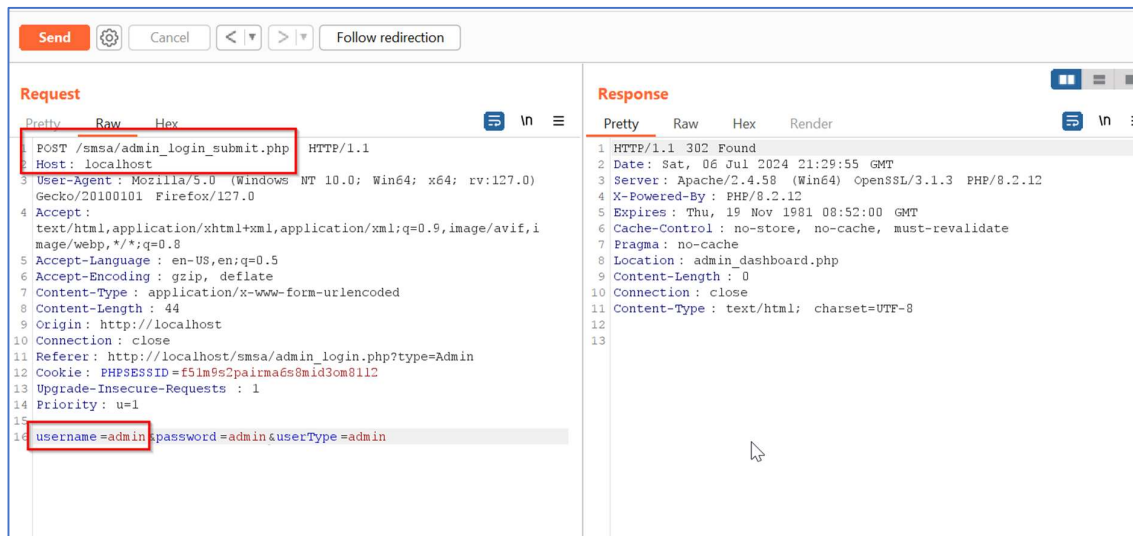 Send Cancel < > Follow redirection
Request
Pretty Raw Hex \n
1 POST /smsa/admin_login_submit.php HTTP/1.1
2 Host: localhost
3 User-Agent: Mozilla/5.0 (Windows NT 10.0; Win64; x64; rv:127.0)
Gecko/20100101 Firefox/127.0
4 Accept:
text/html,application/xhtml+xml,application/xml;q=0.9,image/avif,i
mage/webp,*/*;q=0.8
5 Accept-Language: en-US,en;q=0.5
6 Accept-Encoding: gzip, deflate
7 Content-Type: application/x-www-form-urlencoded
8 Content-Length: 44
9 Origin: http://localhost
10 Connection: close
11 Referer: http://localhost/smsa/admin_login.php?type=Admin
12 Cookie: PHPSESSID=f51m9s2pairma6s8mid3om8112
13 Upgrade-Insecure-Requests: 1
14 Priority: u=1
15
16 username=admin&password=admin&userType=admin
Response
Pretty Raw Hex Render \n
1 HTTP/1.1 302 Found
2 Date: Sat, 06 Jul 2024 21:29:55 GMT
3 Server: Apache/2.4.58 (Win64) OpenSSL/3.1.3 PHP/8.2.12
4 X-Powered-By: PHP/8.2.12
5 Expires: Thu, 19 Nov 1981 08:52:00 GMT
6 Cache-Control: no-store, no-cache, must-revalidate
7 Pragma: no-cache
8 Location: admin_dashboard.php
9 Content-Length: 0
10 Connection: close
11 Content-Type: text/html; charset=UTF-8
12
13